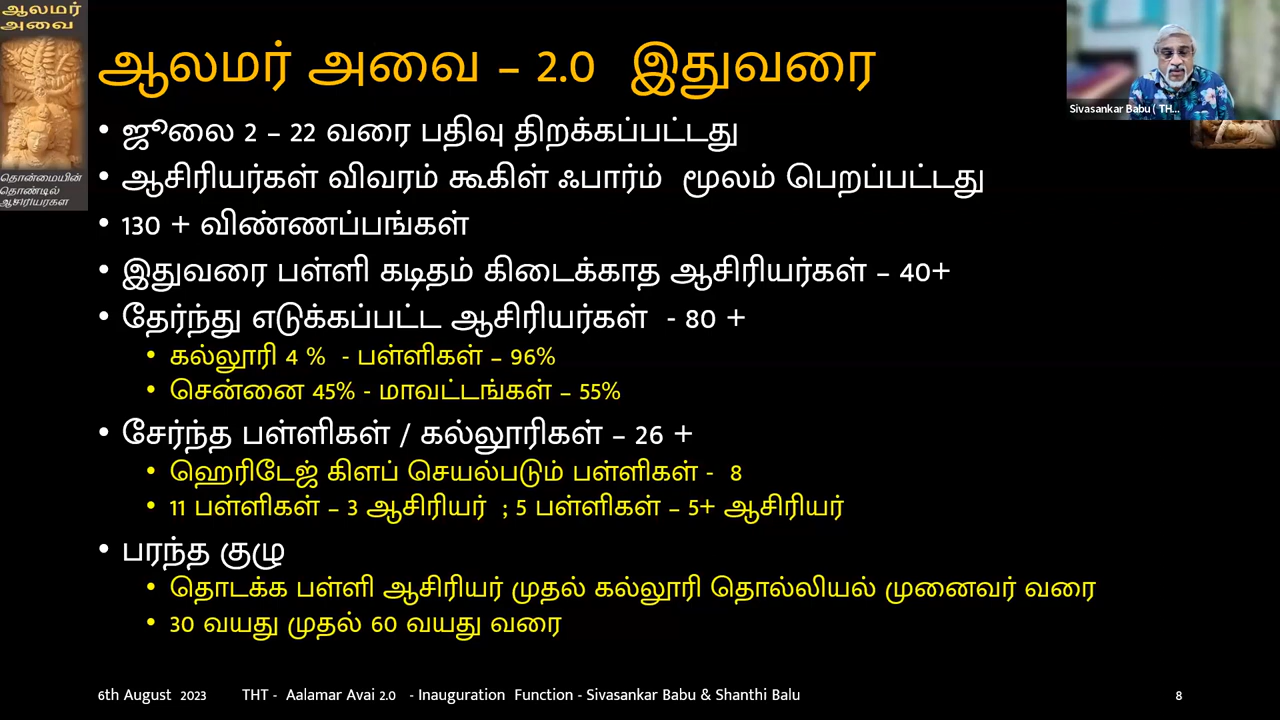 ஆலமர்
அவை
தொன்மையின்
தொண்டில்
ஆசிரியர்கள்
ஆலமர் அவை – 2.0 இதுவரை
Sivasankar Babu ( TH...
• ஜூலை 2 – 22 வரை பதிவு திறக்கப்பட்டது
• ஆசிரியர்கள் விவரம் கூகிள் ஃபார்ம் மூலம் பெறப்பட்டது
• 130 + விண்ணப்பங்கள்
• இதுவரை பள்ளி கடிதம் கிடைக்காத ஆசிரியர்கள் – 40+
• தேர்ந்து எடுக்கப்பட்ட ஆசிரியர்கள் - 80 +
• கல்லூரி 4 % - பள்ளிகள் – 96%
• சென்னை 45% - மாவட்டங்கள் – 55%
• சேர்ந்த பள்ளிகள் / கல்லூரிகள் – 26 +
• ஹெரிடேஜ் கிளப் செயல்படும் பள்ளிகள் - 8
• 11 பள்ளிகள் – 3 ஆசிரியர் ; 5 பள்ளிகள் – 5+ ஆசிரியர்
• பரந்த குழு
• தொடக்க பள்ளி ஆசிரியர் முதல் கல்லூரி தொல்லியல் முனைவர் வரை
• 30 வயது முதல் 60 வயது வரை
6th August 2023 THT - Aalamar Avai 2.0 - Inauguration Function - Sivasankar Babu & Shanthi Balu 8